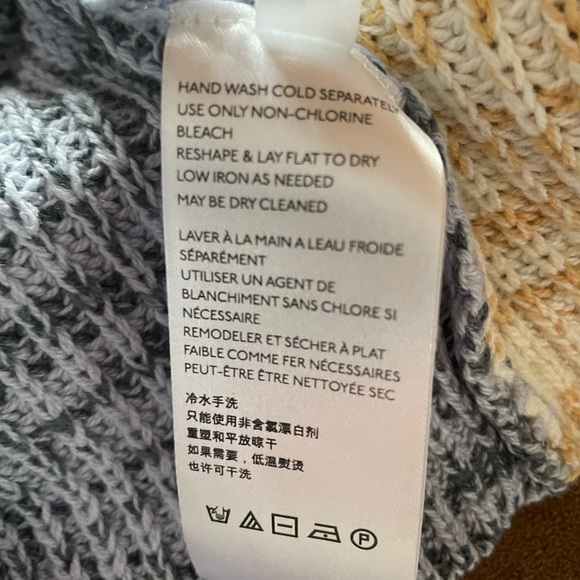 HAND WASH COLD SEPARATELY
USE ONLY NON-CHLORINE
BLEACH
RESHAPE & LAY FLAT TO DRY
LOW IRON AS NEEDED
MAY BE DRY CLEANED
LAVER À LA MAIN A LEAU FROIDE
SÉPARÉMENT
UTILISER UN AGENT DE
BLANCHIMENT SANS CHLORE SI
NÉCESSAIRE
REMODELER ET SÉCHER À PLAT
FAIBLE COMME FER NÉCESSAIRES
PEUT-ÊTRE ÊTRE NETTOYÉE SEC
冷水手洗
只能使用非含氯漂白剂
重塑和平放晾干
如果需要，低温熨烫
也许可干洗
P